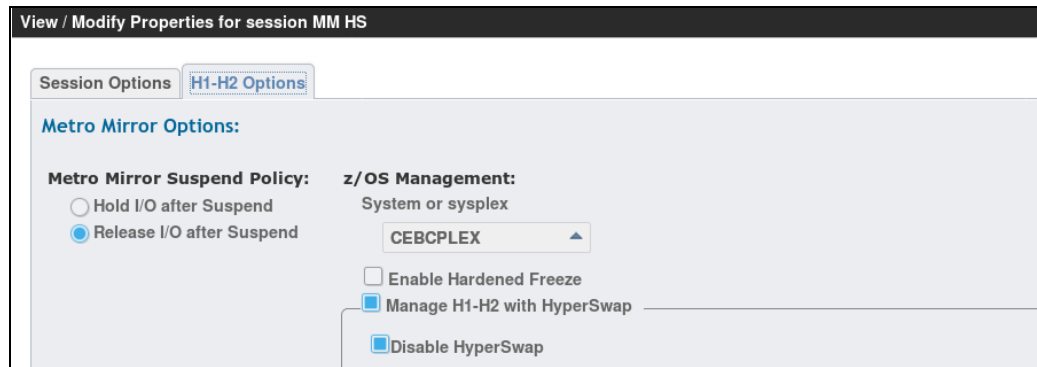 View / Modify Properties for session MM HS
Session Options H1-H2 Options
Metro Mirror Options:
Metro Mirror Suspend Policy: z/OS Management:
Hold I/O after Suspend System or sysplex
Release I/O after Suspend
CEBCPLEX
Enable Hardened Freeze
Manage H1-H2 with HyperSwap
Disable HyperSwap